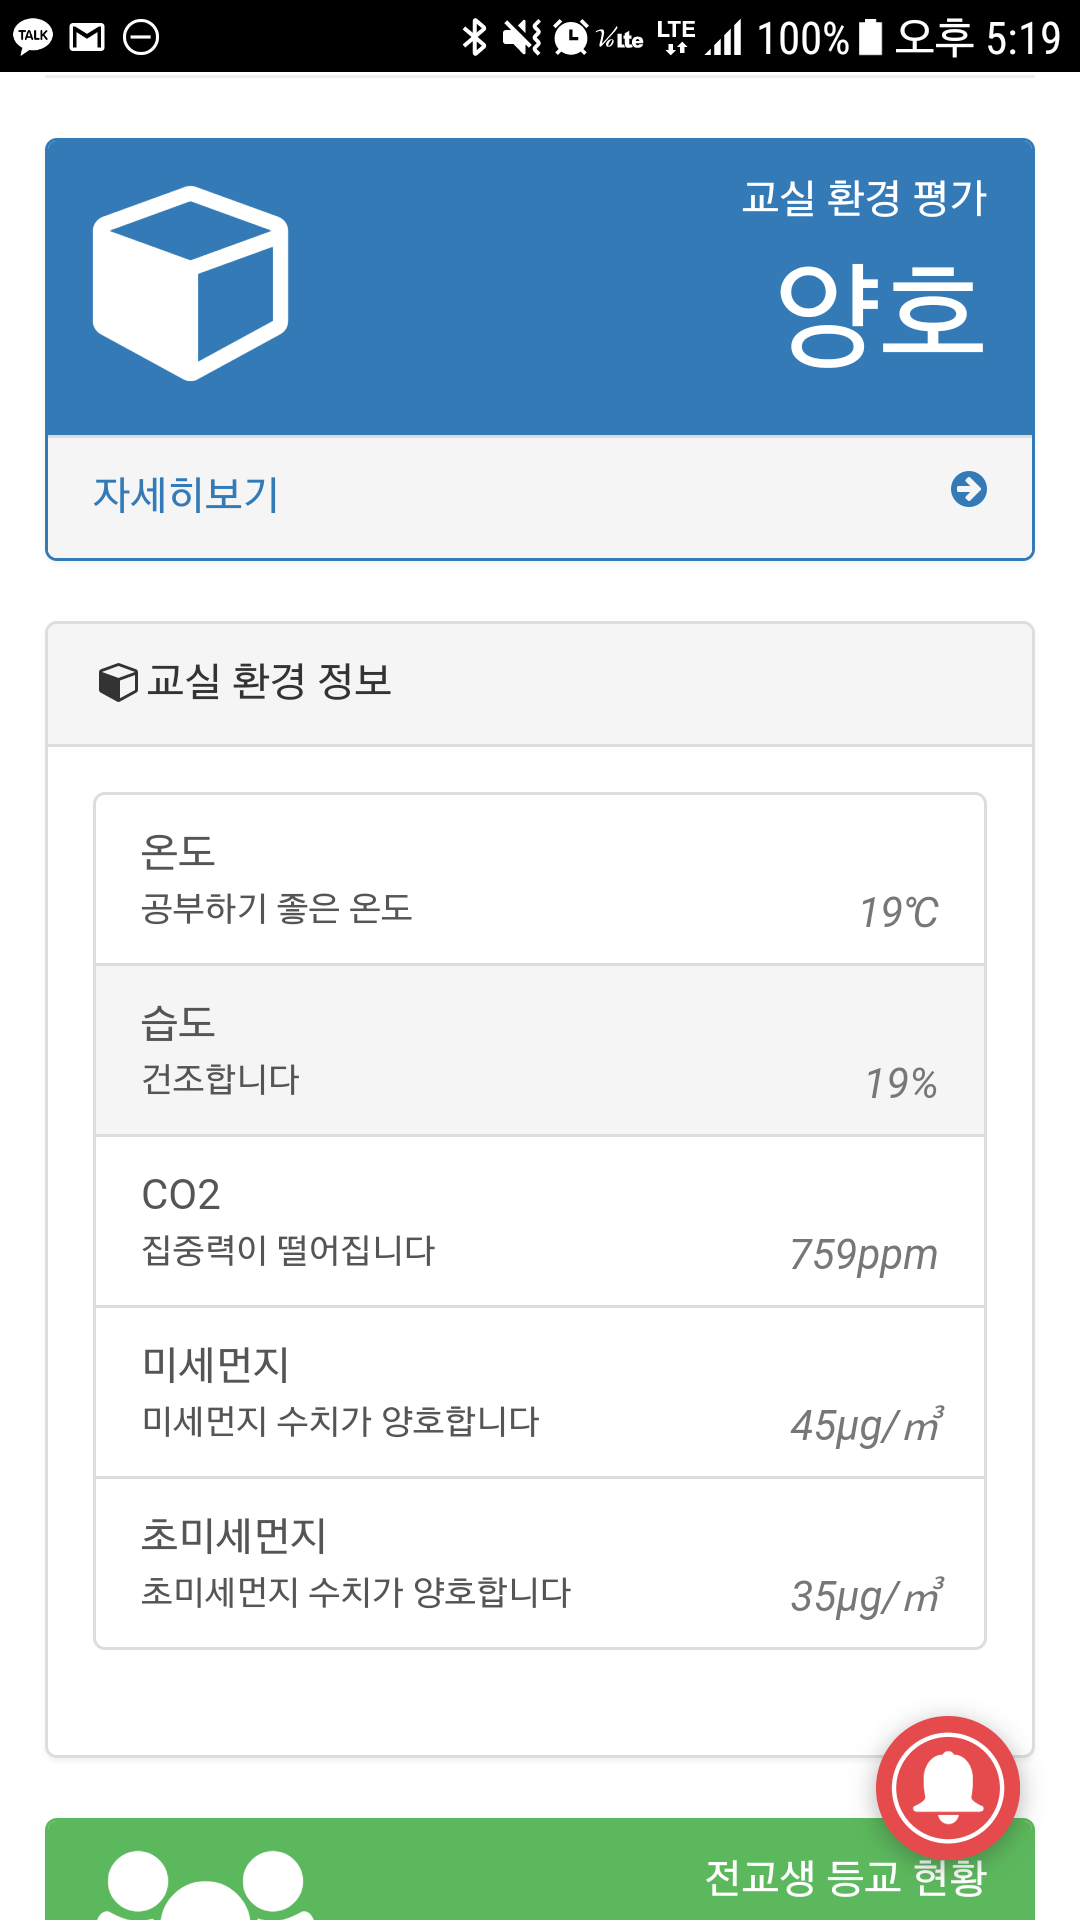 TALK
LTE
VoLte
100%
오후 5:19
교실 환경 평가
양호
자세히보기
교실 환경 정보
온도
공부하기 좋은 온도
19℃
습도
건조합니다
19%
CO2
집중력이 떨어집니다
759ppm
미세먼지
미세먼지 수치가 양호합니다
45μg/㎥
초미세먼지
초미세먼지 수치가 양호합니다
35μg/㎥
전교생 등교 현황